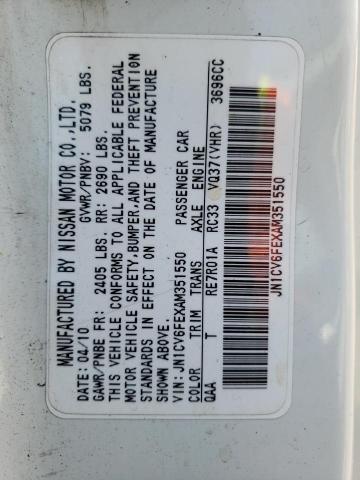 MANUFACTURED BY NISSAN MOTOR CO.,LTD.
DATE: 04/10 GVWR/PNBV: 5079 LBS.
GAWR/PNBE FR: 2405 LBS. RR: 2690 LBS.
THIS VEHICLE CONFORMS TO ALL APPLICABLE FEDERAL
MOTOR VEHICLE SAFETY,BUMPER,AND THEFT PREVENTION
STANDARDS IN EFFECT ON THE DATE OF MANUFACTURE
SHOWN ABOVE.
VIN: JN1CV6FEXAM351550 PASSENGER CAR
COLOR TRIM TRANS AXLE ENGINE
QAA T RE7R01A RC33 VQ37(VHR) 3696CC
JN1CV6FEXAM351550